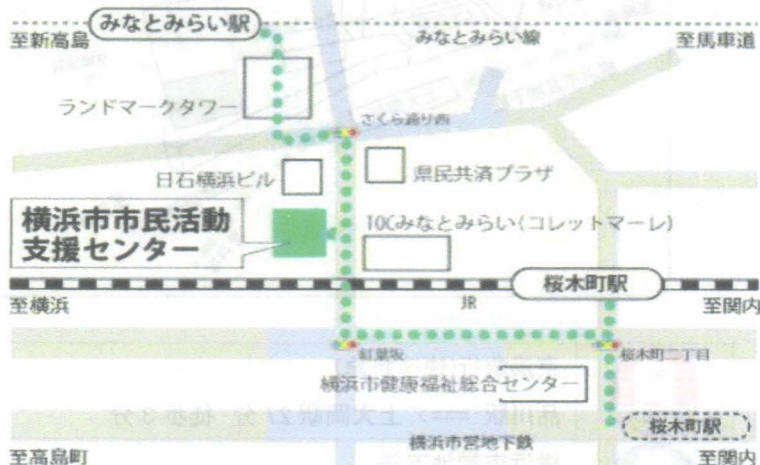 みなとみらい駅
至新高島
みなとみらい線
至馬車道
ランドマークタワー
さくら通り西
日石横浜ビル
県民共済プラザ
横浜市市民活動
支援センター
TOCみなとみらい(コレットマーレ)
桜木町駅
至横浜
JR
至関内
紅葉坂
桜木町二丁目
横浜市健康福祉総合センター
桜木町駅
至高島町
横浜市営地下鉄
至関内